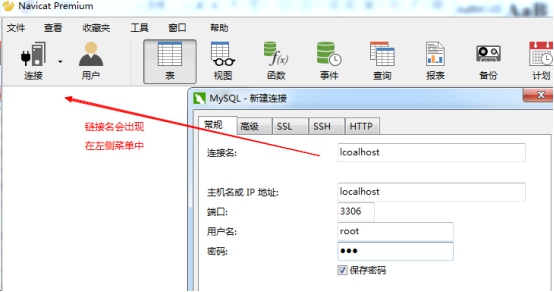 Navicat Premium
文件 查看 收藏夹 工具 窗口 帮助
连接 用户 表 视图 函数 事件 查询 报表 备份 计划
MySQL - 新建连接
常规 高级 SSL SSH HTTP
链接名会出现
在左侧菜单中
连接名: lcoalhost
主机名或 IP 地址: localhost
端口: 3306
用户名: root
密码: ●●●
保存密码